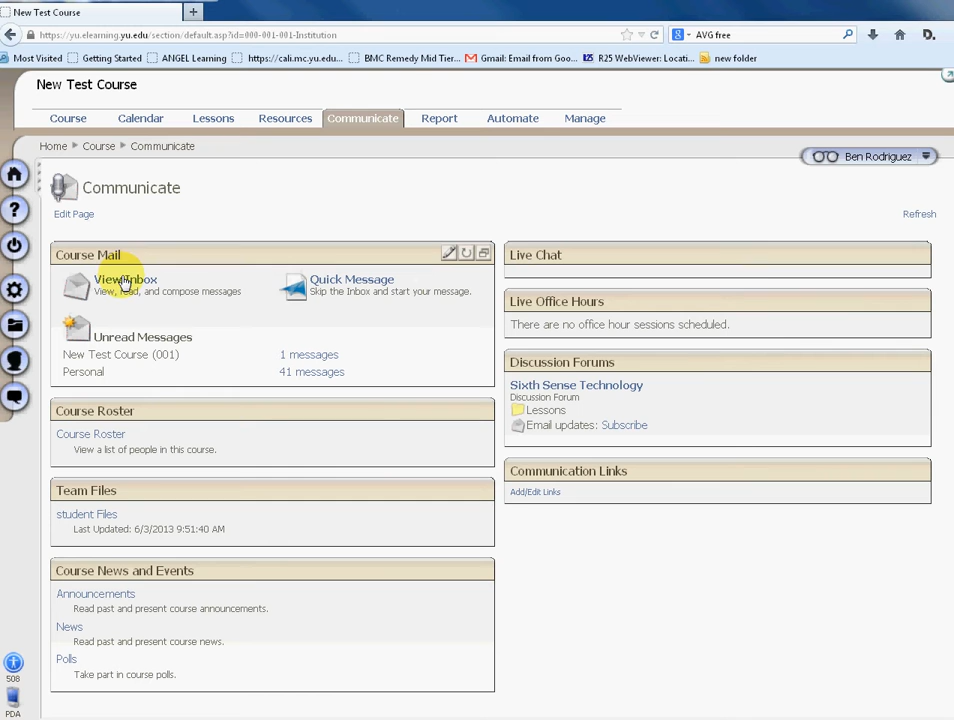 New Test Course
+
https://yu.elearning.yu.edu/section/default.asp?id=000-001-001-Institution
AVG free
D.
Most Visited
Getting Started
ANGEL Learning
https://cali.mc.yu.edu...
BMC Remedy Mid Tier...
Gmail: Email from Goo...
R25 WebViewer: Locati...
new folder
New Test Course
Course
Calendar
Lessons
Resources
Communicate
Report
Automate
Manage
Home
Course
Communicate
Ben Rodriguez
Communicate
Edit Page
Refresh
Course Mail
View Inbox
View, read, and compose messages
Quick Message
Skip the Inbox and start your message.
Unread Messages
New Test Course (001)
1 messages
Personal
41 messages
Course Roster
Course Roster
View a list of people in this course.
Team Files
student Files
Last Updated: 6/3/2013 9:51:40 AM
Course News and Events
Announcements
Read past and present course announcements.
News
Read past and present course news.
Polls
Take part in course polls.
Live Chat
Live Office Hours
There are no office hour sessions scheduled.
Discussion Forums
Sixth Sense Technology
Discussion Forum
Lessons
Email updates: Subscribe
Communication Links
Add/Edit Links
508
PDA